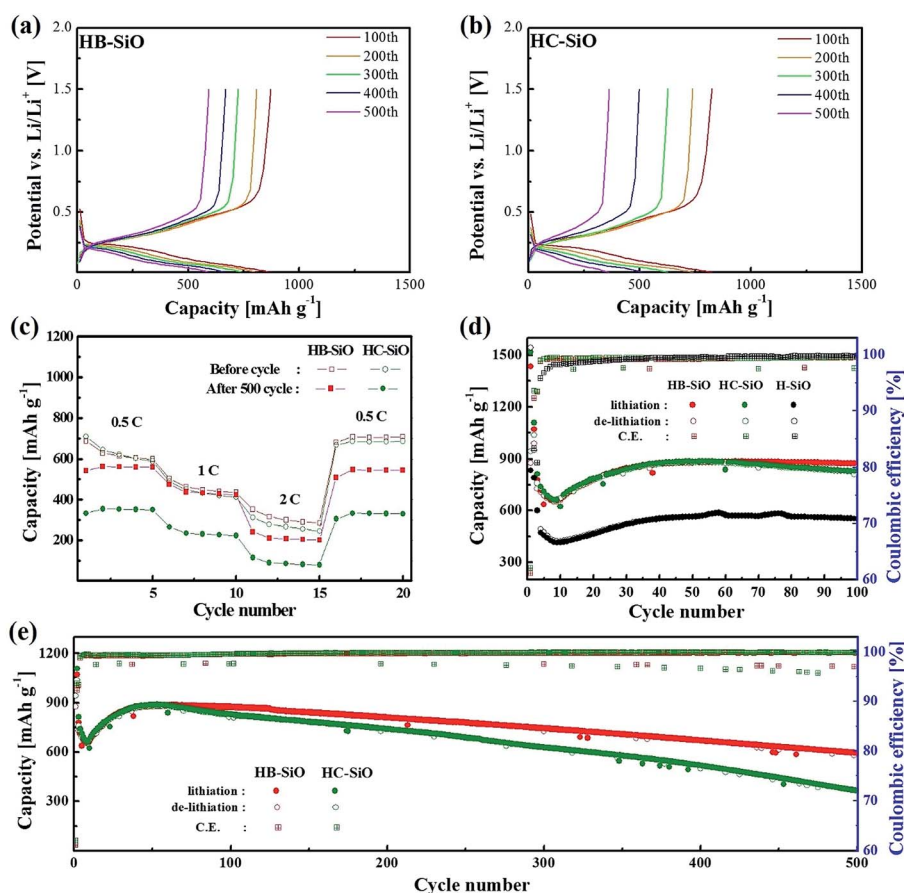 (a)
HB-SiO
2.0
1.5
1.0
0.5
0
500
1000
1500
Potential vs. Li/Li+ [V]
Capacity [mAh g-1]
100th
200th
300th
400th
500th
(b)
HC-SiO
2.0
1.5
1.0
0.5
0
500
1000
1500
Potential vs. Li/Li+ [V]
Capacity [mAh g-1]
100th
200th
300th
400th
500th
(c)
HB-SiO HC-SiO
Before cycle :
After 500 cycle :
0.5 C
1 C
2 C
0.5 C
1200
1000
800
600
400
200
0
5
10
15
20
Capacity [mAh g-1]
Cycle number
(d)
HB-SiO HC-SiO H-SiO
lithiation :
de-lithiation :
C.E. :
1500
1200
900
600
300
100
90
80
70
60
0 10 20 30 40 50 60 70 80 90 100
Capacity [mAh g-1]
Coulombic efficiency [%]
Cycle number
(e)
1200
900
600
300
100
90
80
70
60
HB-SiO HC-SiO
lithiation :
de-lithiation :
C.E. :
0 100 200 300 400 500
Capacity [mAh g-1]
Coulombic efficiency [%]
Cycle number